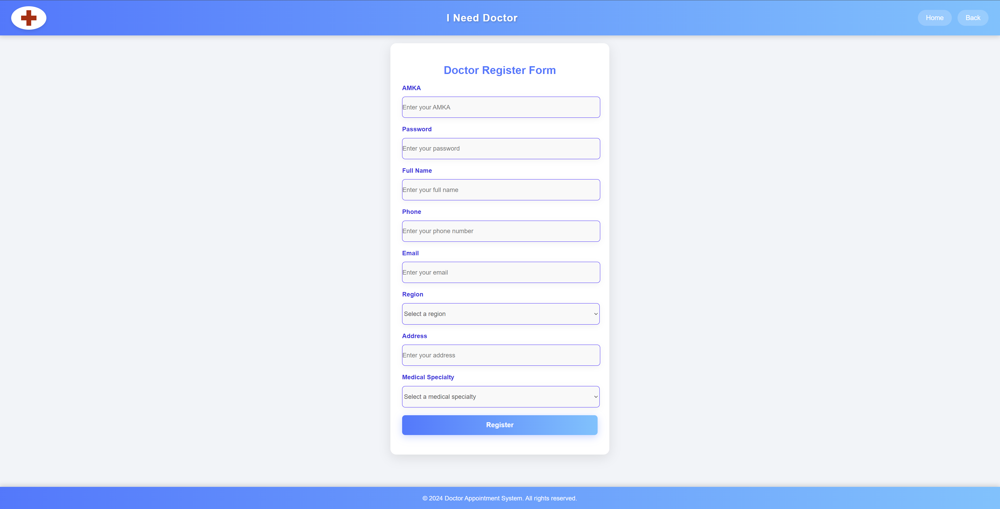 I Need Doctor
Home
Back
Doctor Register Form
AMKA
Enter your AMKA
Password
Enter your password
Full Name
Enter your full name
Phone
Enter your phone number
Email
Enter your email
Region
Select a region
Address
Enter your address
Medical Specialty
Select a medical specialty
Register
© 2024 Doctor Appointment System. All rights reserved.